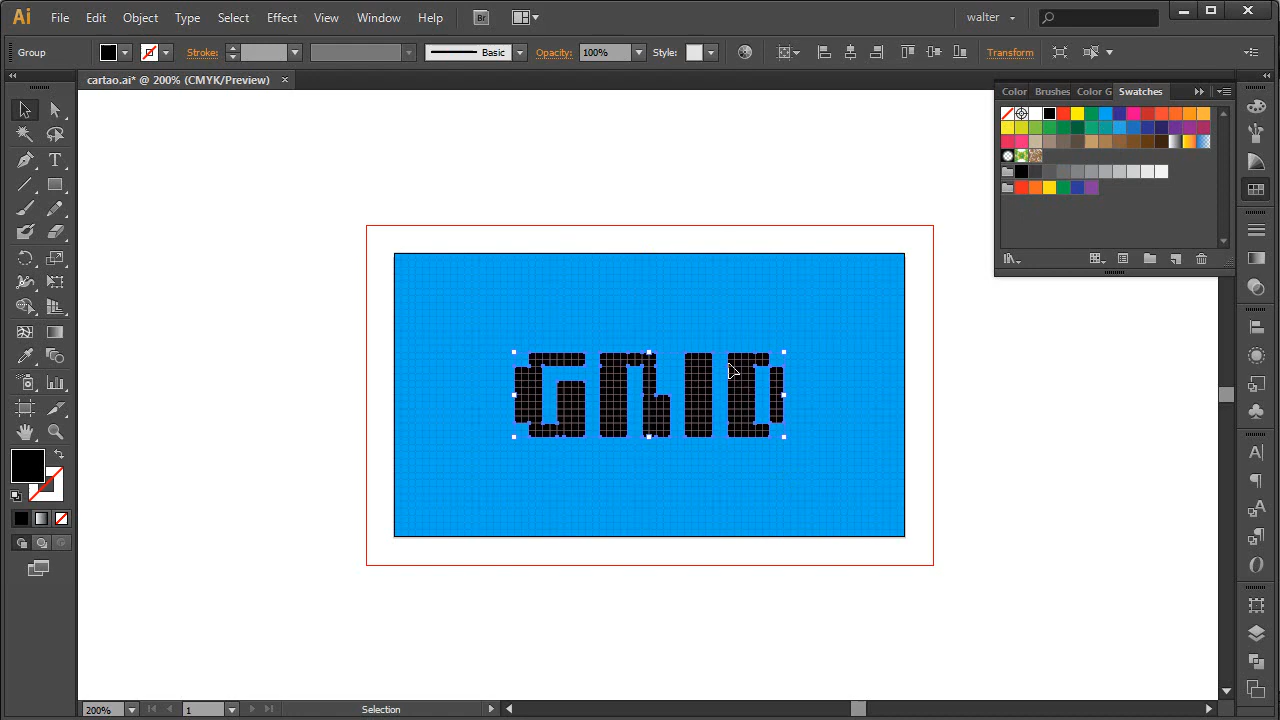 Ai File Edit Object Type Select Effect View Window Help Br walter
Group Stroke: Basic Opacity: 100% Style: Transform
cartao.ai* @ 200% (CMYK/Preview)
Color Brushes Color G Swatches
200% 1 Selection